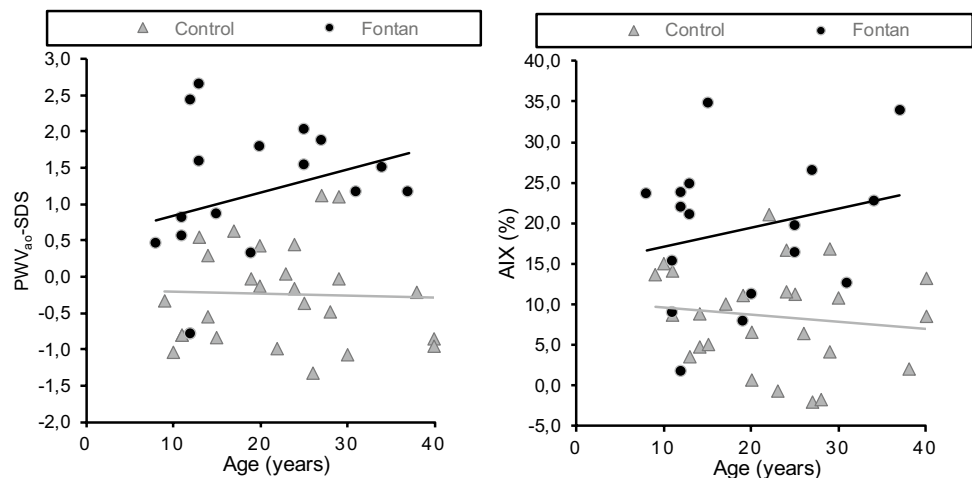 Control Fontan
3,0
2,5
2,0
1,5
1,0
0,5
0,0
-0,5
-1,0
-1,5
-2,0
0 10 20 30 40
PWVao-SDS
Age (years)
Control Fontan
40,0
35,0
30,0
25,0
20,0
15,0
10,0
5,0
0,0
-5,0
0 10 20 30 40
AIX (%)
Age (years)